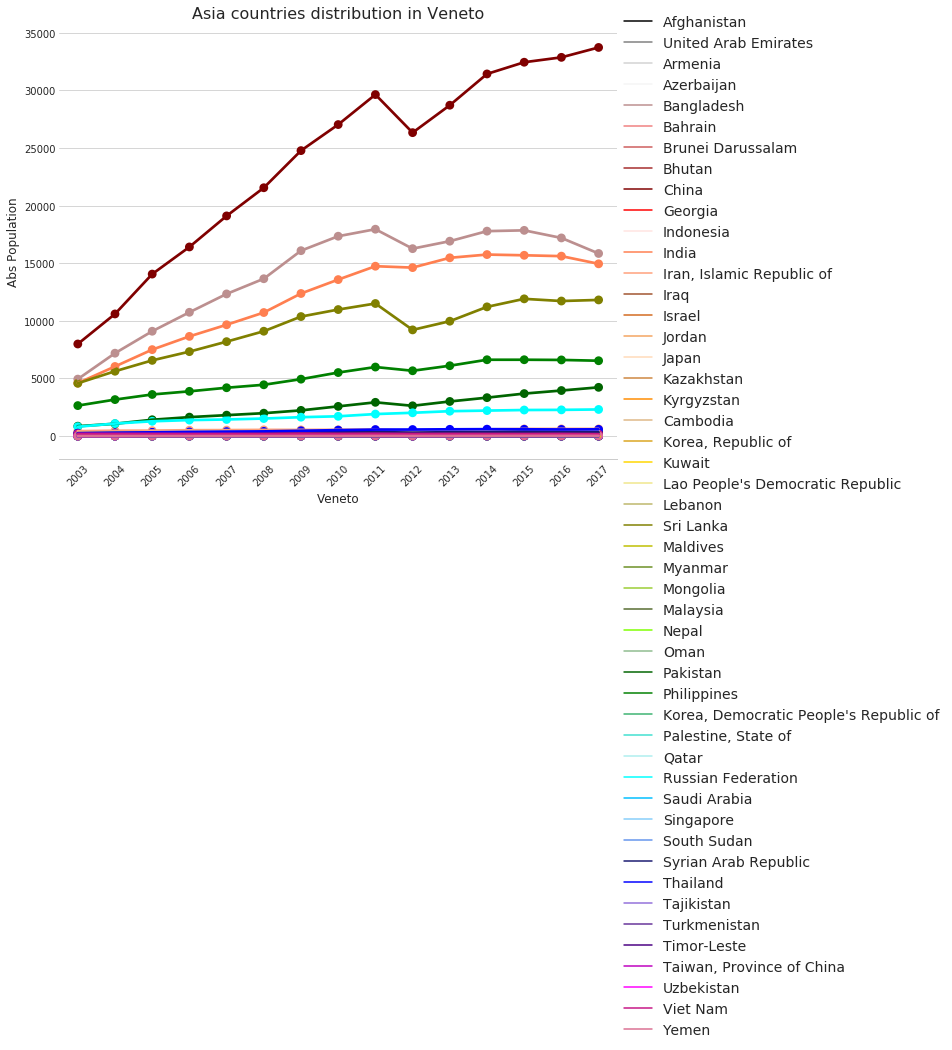 Asia countries distribution in Veneto
Abs Population
35000
30000
25000
20000
15000
10000
5000
0
2003
2004
2005
2006
2007
2008
2009
2010
2011
2012
2013
2014
2015
2016
2017
Veneto
Afghanistan
United Arab Emirates
Armenia
Azerbaijan
Bangladesh
Bahrain
Brunei Darussalam
Bhutan
China
Georgia
Indonesia
India
Iran, Islamic Republic of
Iraq
Israel
Jordan
Japan
Kazakhstan
Kyrgyzstan
Cambodia
Korea, Republic of
Kuwait
Lao People's Democratic Republic
Lebanon
Sri Lanka
Maldives
Myanmar
Mongolia
Malaysia
Nepal
Oman
Pakistan
Philippines
Korea, Democratic People's Republic of
Palestine, State of
Qatar
Russian Federation
Saudi Arabia
Singapore
South Sudan
Syrian Arab Republic
Thailand
Tajikistan
Turkmenistan
Timor-Leste
Taiwan, Province of China
Uzbekistan
Viet Nam
Yemen